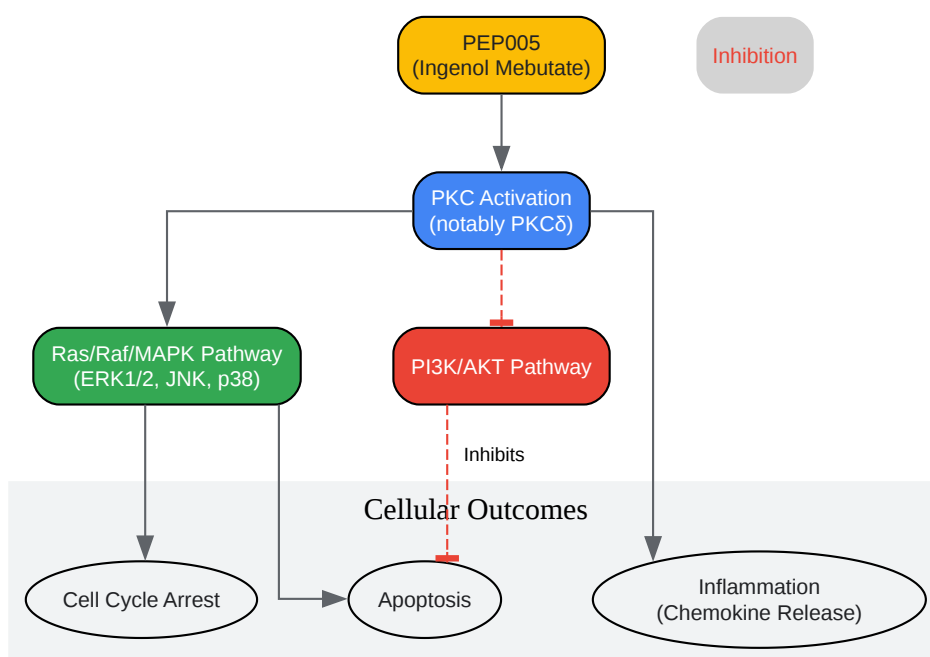 PEP005
(Ingenol Mebutate)
Inhibition
PKC Activation
(notably PKCδ)
Ras/Raf/MAPK Pathway
(ERK1/2, JNK, p38)
PI3K/AKT Pathway
Inhibits
Cellular Outcomes
Cell Cycle Arrest
Apoptosis
Inflammation
(Chemokine Release)